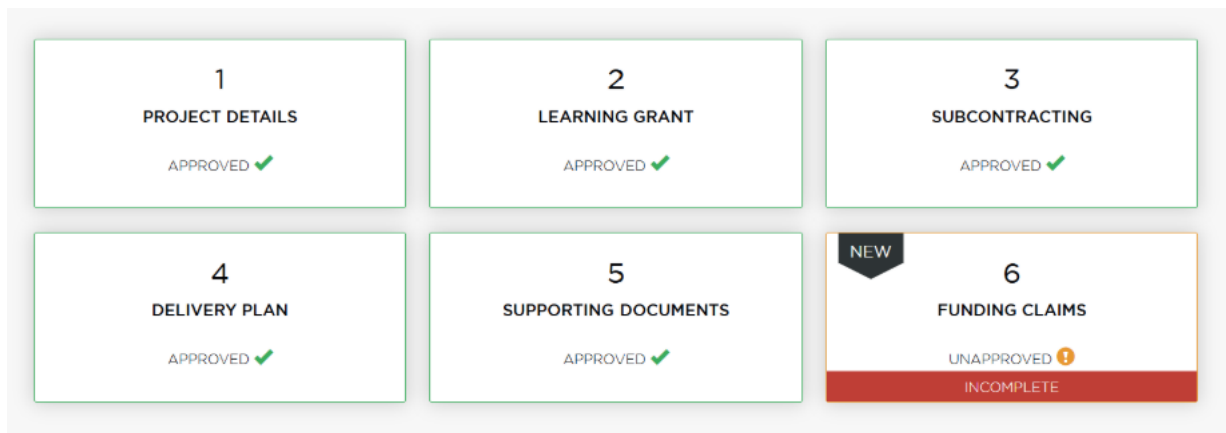 1
PROJECT DETAILS
APPROVED
2
LEARNING GRANT
APPROVED
3
SUBCONTRACTING
APPROVED
4
DELIVERY PLAN
APPROVED
5
SUPPORTING DOCUMENTS
APPROVED
NEW
6
FUNDING CLAIMS
UNAPPROVED
INCOMPLETE